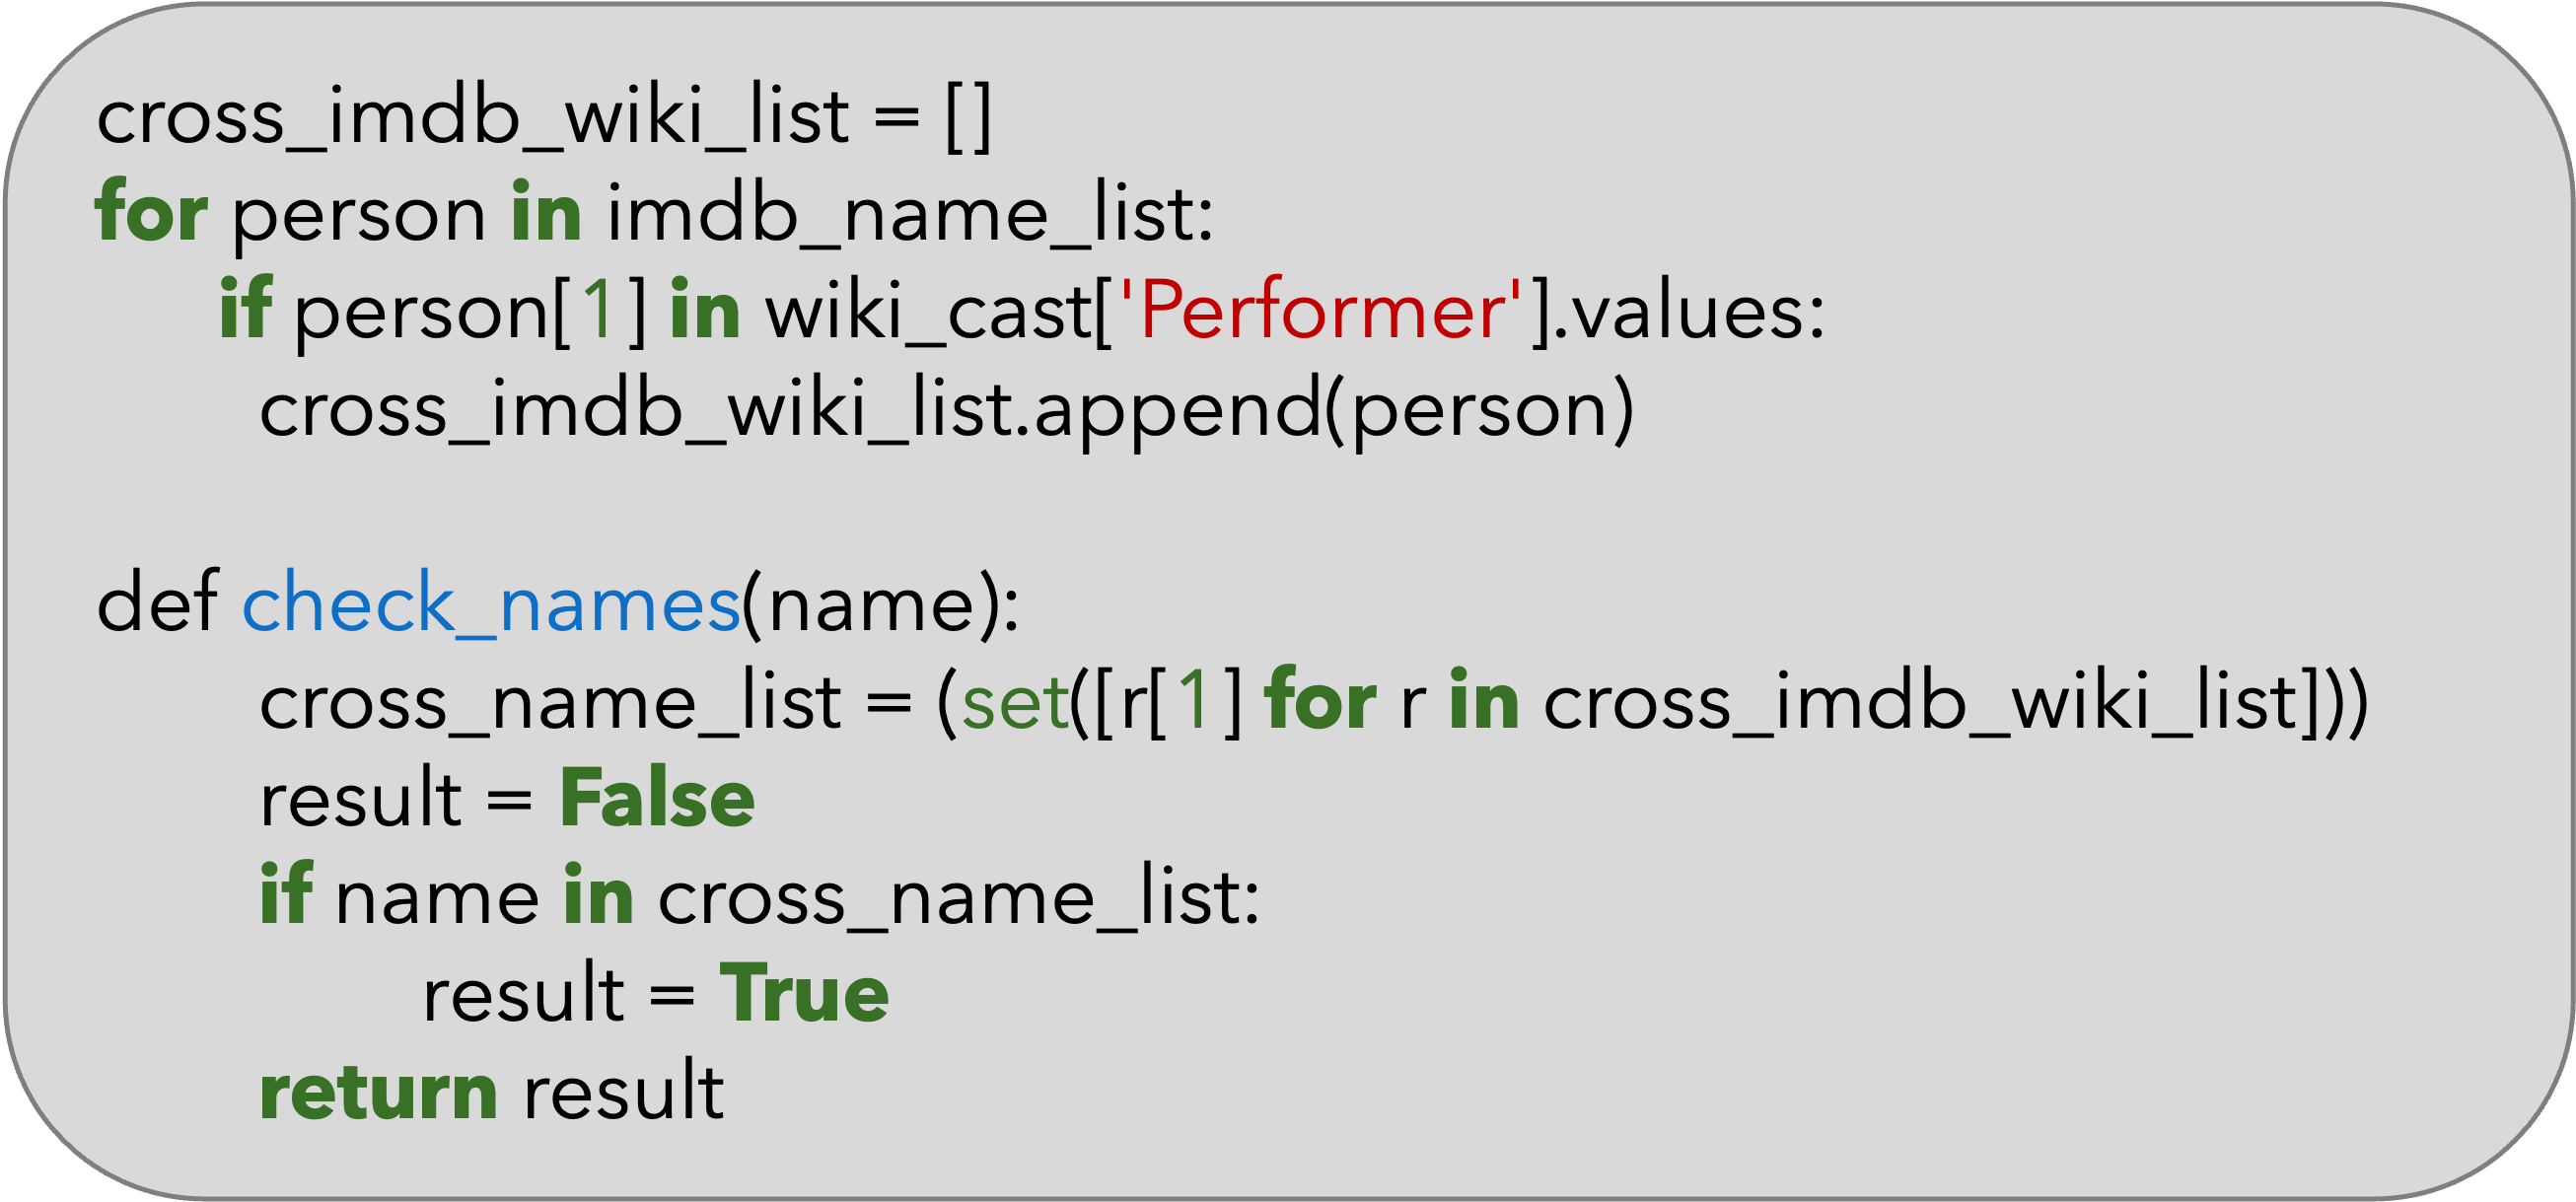 cross_imdb_wiki_list = []
for person in imdb_name_list:
if person[1] in wiki_cast['Performer'].values:
cross_imdb_wiki_list.append(person)
def check_names(name):
cross_name_list = (set([r[1] for r in cross_imdb_wiki_list]))
result = False
if name in cross_name_list:
result = True
return result